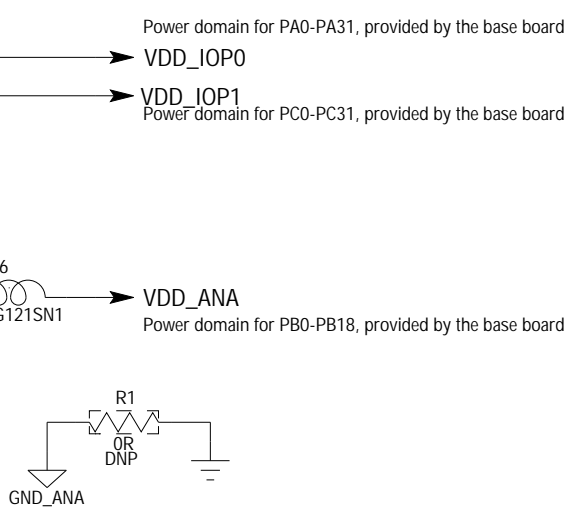 Power domain for PA0-PA31, provided by the base board
VDD_IOP0
VDD_IOP1
Power domain for PC0-PC31, provided by the base board
6
G121SN1
VDD_ANA
Power domain for PB0-PB18, provided by the base board
R1
0R
DNP
GND_ANA